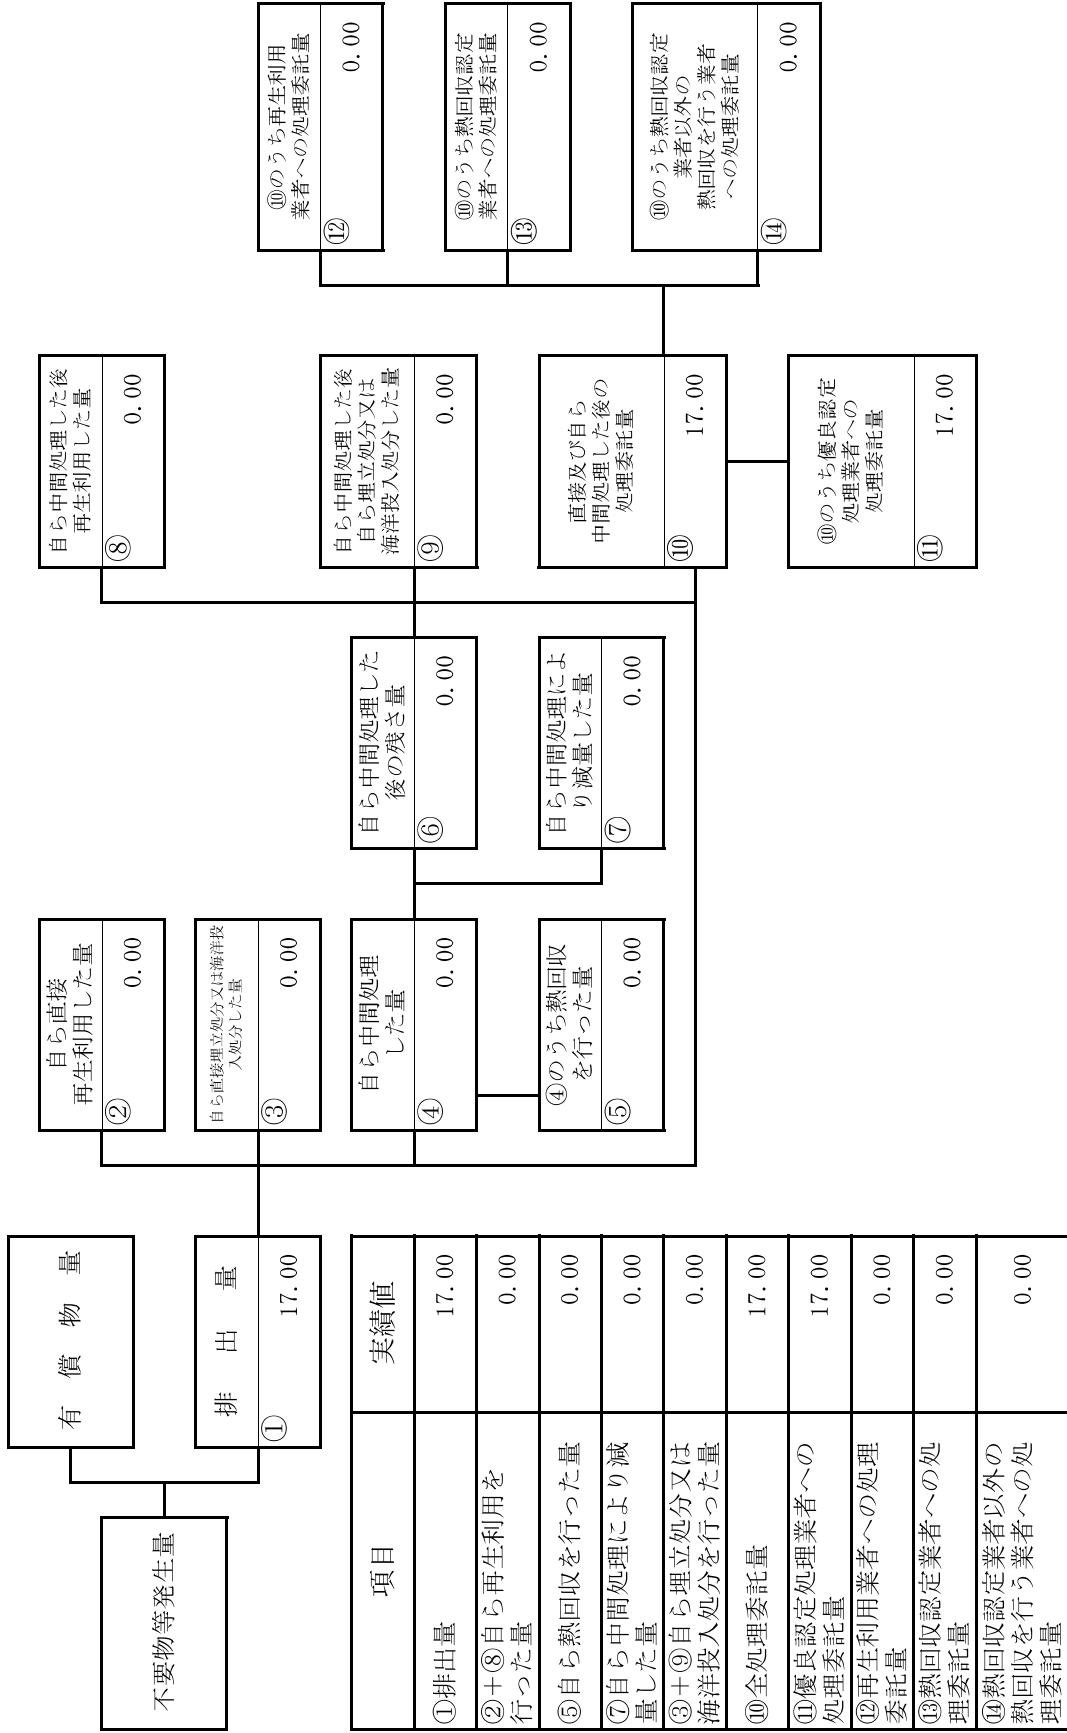 不要物等発生量
有償物量
排出量
①
17.00
自ら直接
再生利用した量
②
0.00
自ら直接埋立処分又は海洋投
入処分した量
③
0.00
自ら中間処理
した量
④
0.00
④のうち熱回収
を行った量
⑤
0.00
自ら中間処理した
後の残さ量
⑥
0.00
自ら中間処理によ
り減量した量
⑦
0.00
自ら中間処理した後
再生利用した量
⑧
0.00
自ら中間処理した後
自ら埋立処分又は
海洋投入処分した量
⑨
0.00
直接及び自ら
中間処理した後の
処理委託量
⑩
17.00
⑩のうち優良認定
処理業者への
処理委託量
⑪
17.00
⑩のうち再生利用
業者への処理委託量
⑫
0.00
⑩のうち熱回収認定
業者への処理委託量
⑬
0.00
⑩のうち熱回収認定
業者以外の
熱回収を行う業者
への処理委託量
⑭
0.00
項目 実績値
①排出量 17.00
②+⑧自ら再生利用を
行った量 0.00
⑤自ら熱回収を行った量 0.00
⑦自ら中間処理により減
量した量 0.00
③+⑨自ら埋立処分又は
海洋投入処分を行った量 0.00
⑩全処理委託量 17.00
⑪優良認定処理業者への
処理委託量 17.00
⑫再生利用業者への処理
委託量 0.00
⑬熱回収認定業者への処
理委託量 0.00
⑭熱回収認定業者以外の
熱回収を行う業者への処
理委託量 0.00